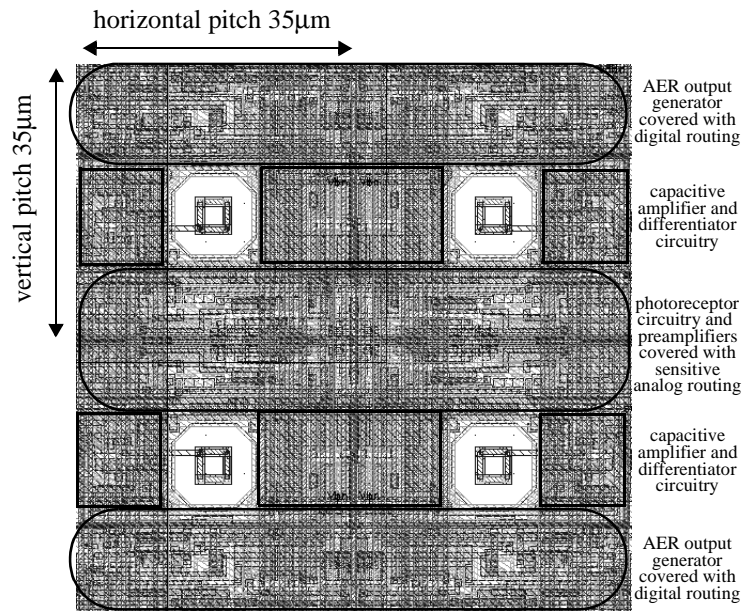 horizontal pitch 35µm
vertical pitch 35µm
AER output
generator
covered with
digital routing
capacitive
amplifier and
differentiator
circuitry
photoreceptor
circuitry and
preamplifiers
covered with
sensitive
analog routing
capacitive
amplifier and
differentiator
circuitry
AER output
generator
covered with
digital routing